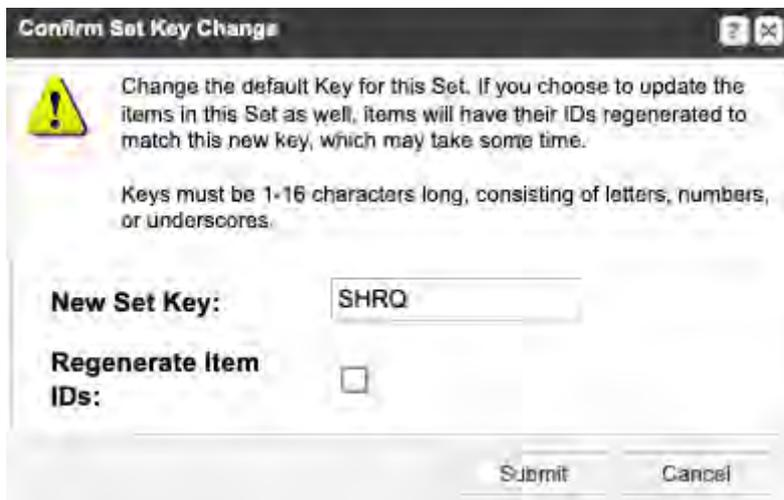 Confirm Set Key Change
Change the default Key for this Set. If you choose to update the
items in this Set as well, items will have their IDs regenerated to
match this new key, which may take some time.
Keys must be 1-16 characters long, consisting of letters, numbers,
or underscores.
New Set Key: SHRQ
Regenerate Item
IDs:
Submit Cancel